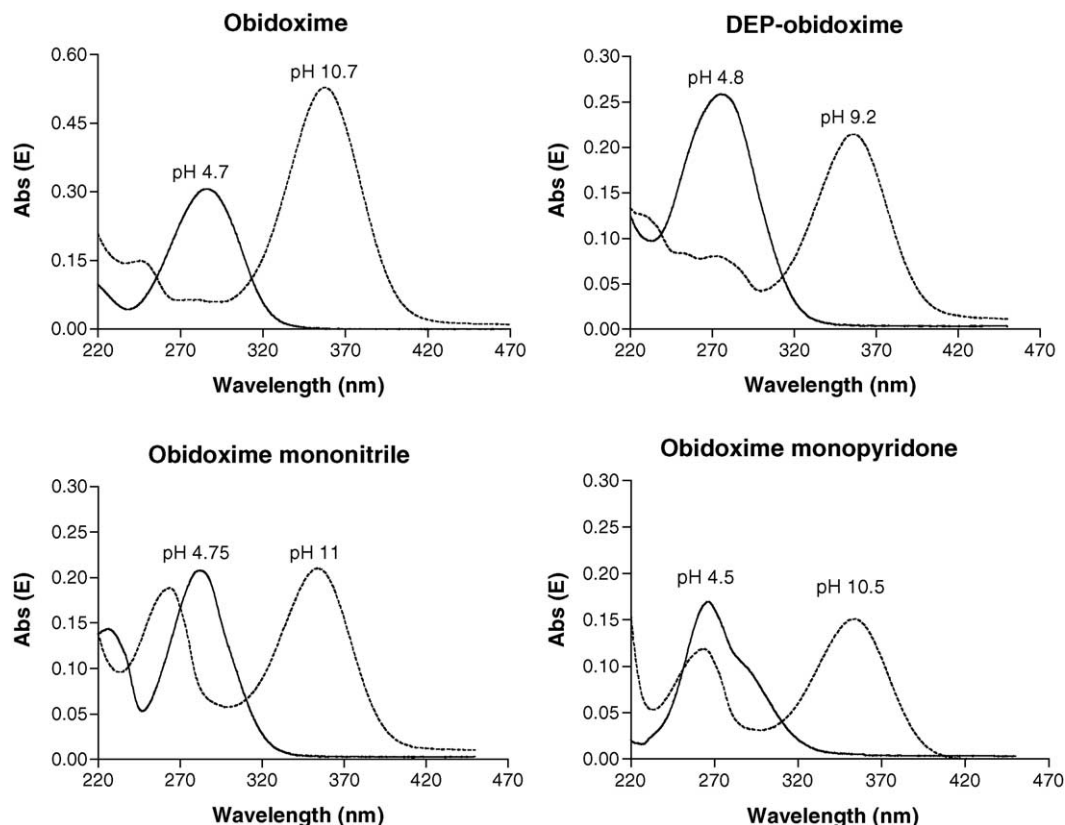 Obidoxime
0.60
0.45
0.30
0.15
0.00
pH 10.7
pH 4.7
Abs (E)
220 270 320 370 420 470
Wavelength (nm)
DEP-obidoxime
0.30
0.25
0.20
0.15
0.10
0.05
0.00
pH 4.8
pH 9.2
Abs (E)
220 270 320 370 420 470
Wavelength (nm)
Obidoxime mononitrile
0.30
0.25
0.20
0.15
0.10
0.05
0.00
pH 4.75 pH 11
Abs (E)
220 270 320 370 420 470
Wavelength (nm)
Obidoxime monopyridone
0.30
0.25
0.20
0.15
0.10
0.05
0.00
pH 4.5 pH 10.5
Abs (E)
220 270 320 370 420 470
Wavelength (nm)